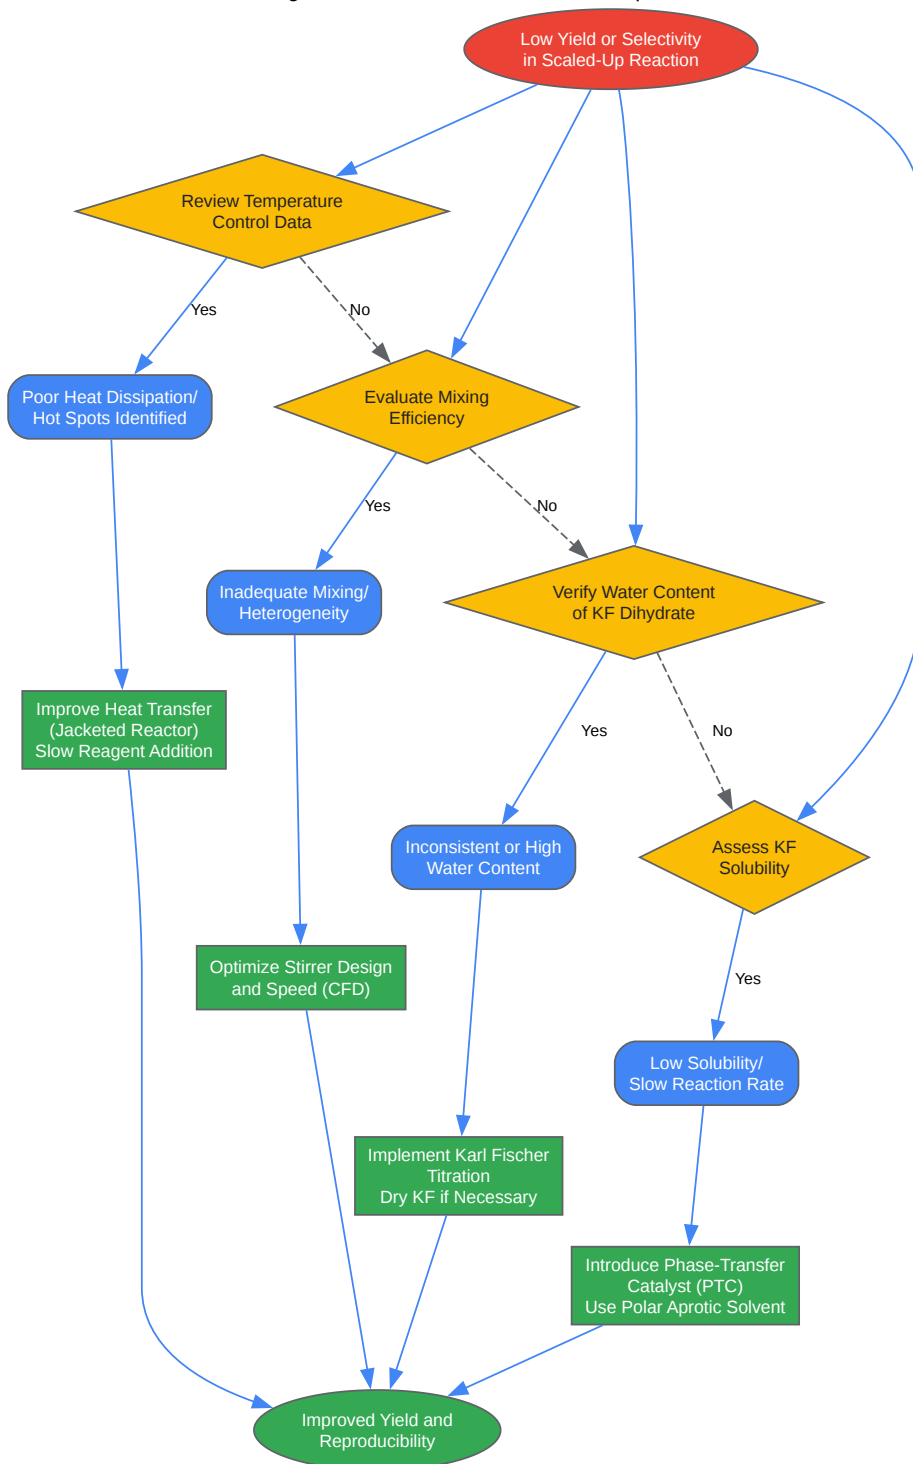 Low Yield or Selectivity
in Scaled-Up Reaction
Review Temperature
Control Data
Yes
No
Poor Heat Dissipation/
Hot Spots Identified
Evaluate Mixing
Efficiency
Yes
No
Inadequate Mixing/
Heterogeneity
Verify Water Content
of KF Dihydrate
Improve Heat Transfer
(Jacketed Reactor)
Slow Reagent Addition
Yes
No
Inconsistent or High
Water Content
Assess KF
Solubility
Optimize Stirrer Design
and Speed (CFD)
Yes
Low Solubility/
Slow Reaction Rate
Implement Karl Fischer
Titration
Dry KF if Necessary
Introduce Phase-Transfer
Catalyst (PTC)
Use Polar Aprotic Solvent
Improved Yield and
Reproducibility